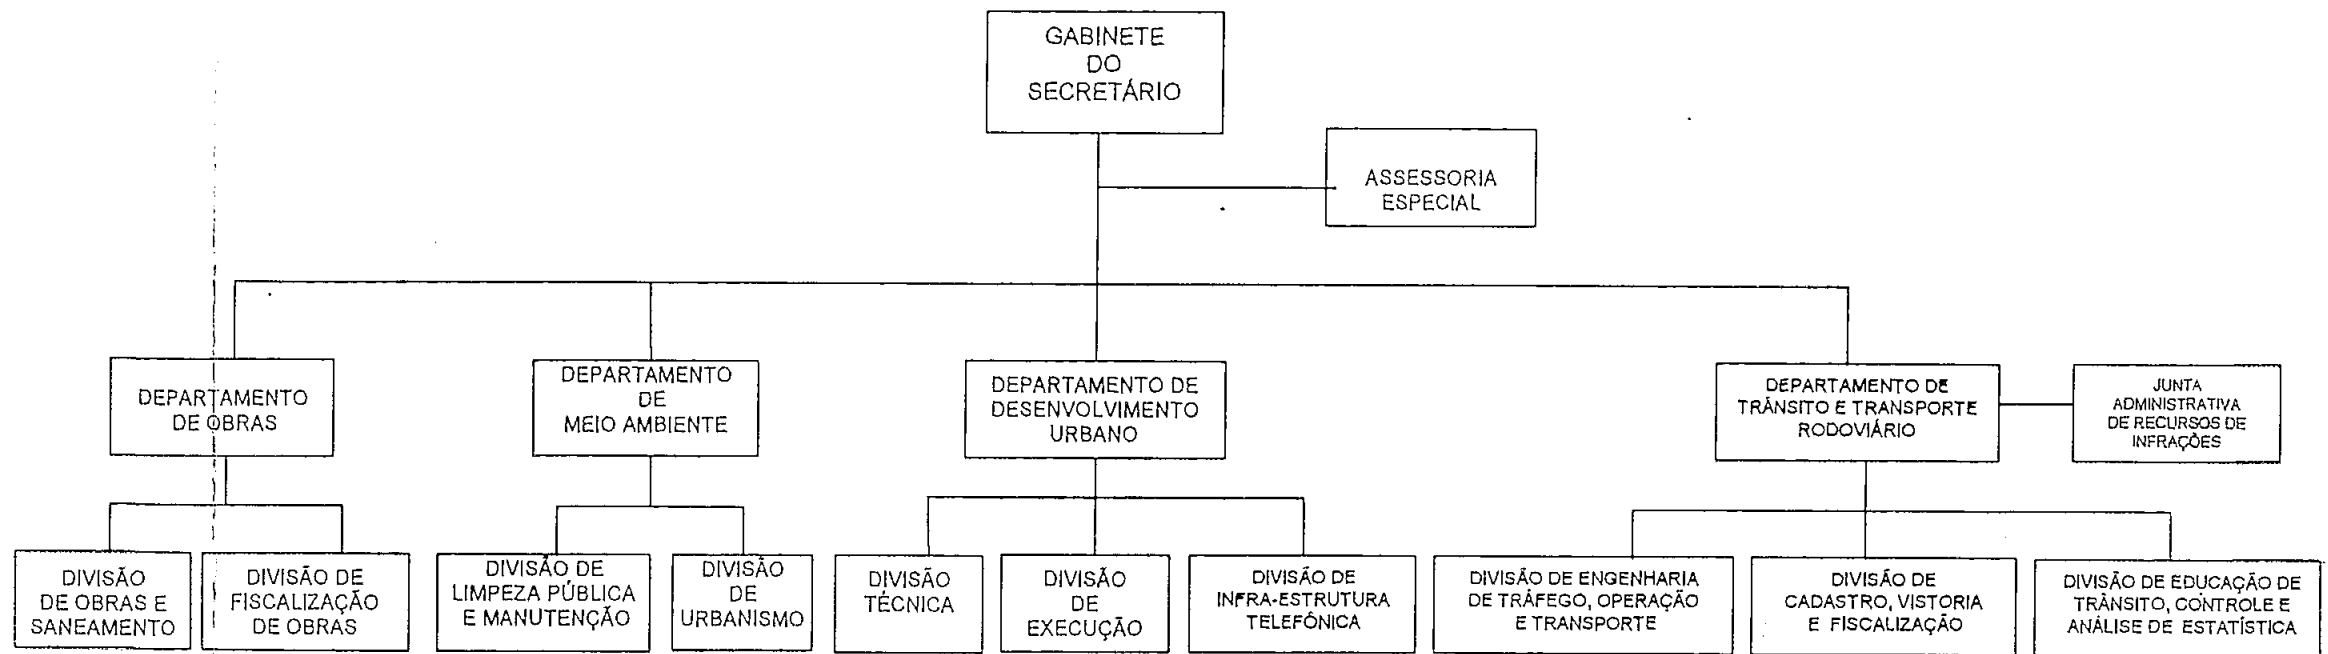 GABINETE
DO
SECRETÁRIO
ASSESSORIA
ESPECIAL
DEPARTAMENTO
DE OBRAS
DEPARTAMENTO
DE
MEIO AMBIENTE
DEPARTAMENTO DE
DESENVOLVIMENTO
URBANO
DEPARTAMENTO DE
TRÂNSITO E TRANSPORTE
RODOVIÁRIO
JUNTA
ADMINISTRATIVA
DE RECURSOS DE
INFRAÇÕES
DIVISÃO
DE OBRAS E
SANEAMENTO
DIVISÃO DE
FISCALIZAÇÃO
DE OBRAS
DIVISÃO DE
LIMPEZA PÚBLICA
E MANUTENÇÃO
DIVISÃO
DE
URBANISMO
DIVISÃO
TÉCNICA
DIVISÃO
DE
EXECUÇÃO
DIVISÃO DE
INFRA-ESTRUTURA
TELEFÔNICA
DIVISÃO DE ENGENHARIA
DE TRÁFEGO, OPERAÇÃO
E TRANSPORTE
DIVISÃO DE
CADASTRO, VISTORIA
E FISCALIZAÇÃO
DIVISÃO DE EDUCAÇÃO DE
TRÂNSITO, CONTROLE E
ANÁLISE DE ESTATÍSTICA